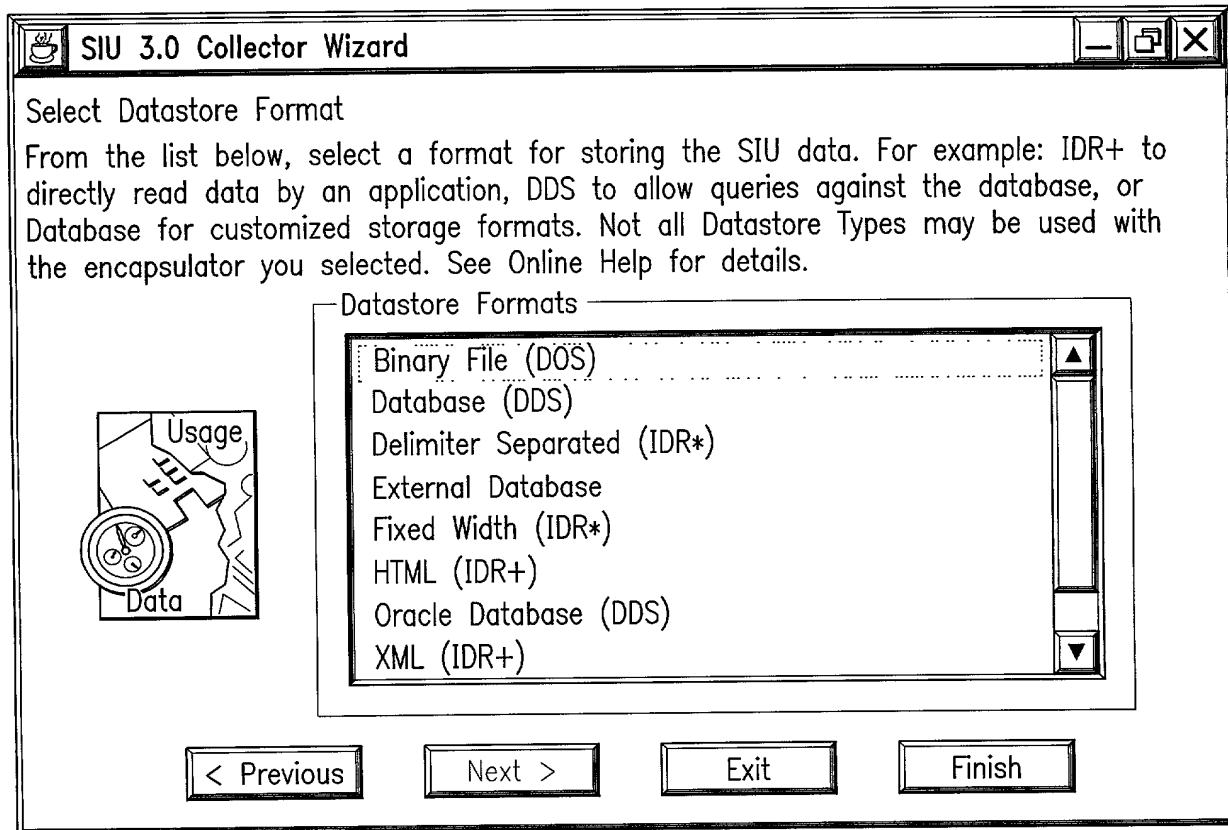 SIU 3.0 Collector Wizard
Select Datastore Format
From the list below, select a format for storing the SIU data. For example: IDR+ to
directly read data by an application, DDS to allow queries against the database, or
Database for customized storage formats. Not all Datastore Types may be used with
the encapsulator you selected. See Online Help for details.
Datastore Formats
Binary File (DOS)
Database (DDS)
Delimiter Separated (IDR*)
External Database
Fixed Width (IDR*)
HTML (IDR+)
Oracle Database (DDS)
XML (IDR+)
Usage
Data
< Previous
Next >
Exit
Finish